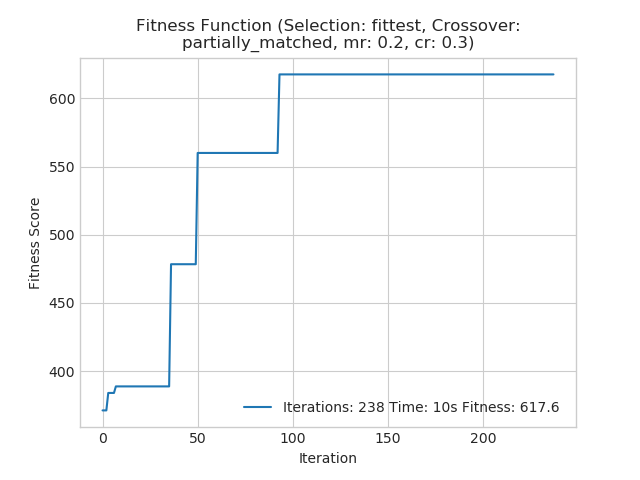 Fitness Function (Selection: fittest, Crossover:
partially_matched, mr: 0.2, cr: 0.3)
600
550
500
450
400
Fitness Score
Iterations: 238 Time: 10s Fitness: 617.6
0
50
100
150
200
Iteration